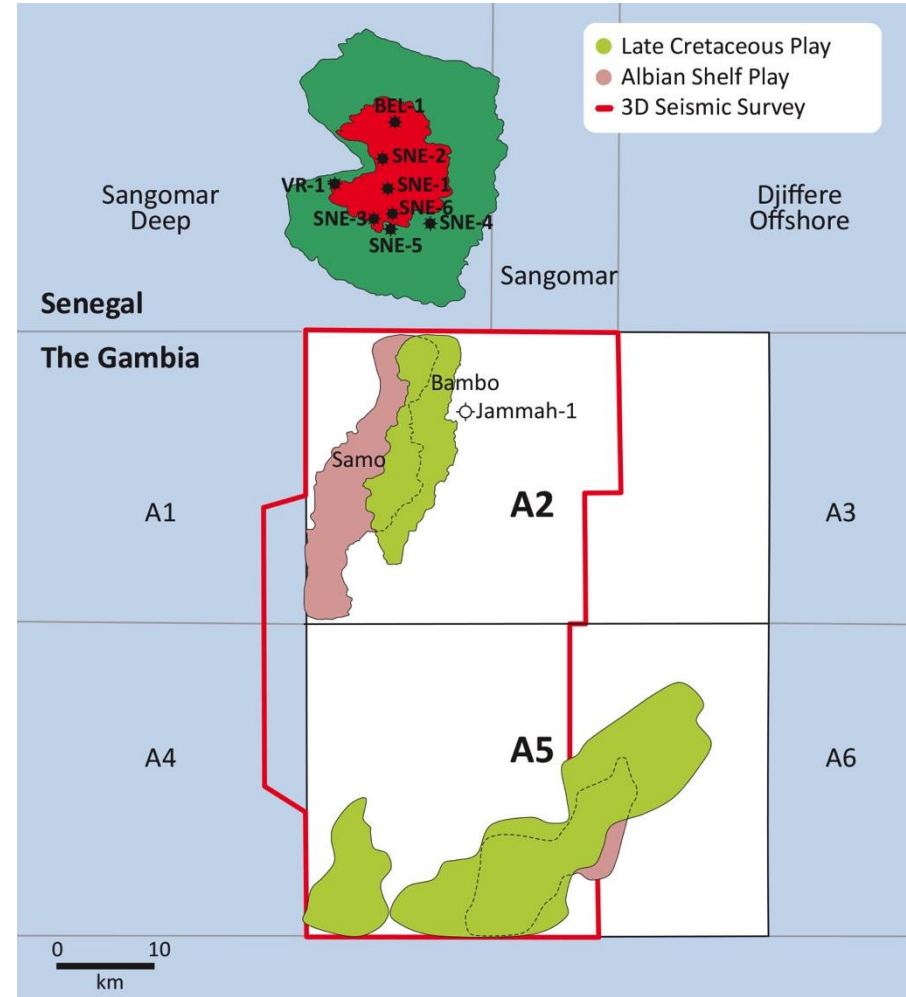 Late Cretaceous Play
Albian Shelf Play
3D Seismic Survey
BEL-1
SNE-2
VR-1
SNE-1
SNE-6
SNE-3
SNE-4
SNE-5
Sangomar
Deep
Djiffere
Offshore
Sangomar
Senegal
The Gambia
Bambo
Jammah-1
Samo
A1
A2
A3
A4
A5
A6
0 10
km